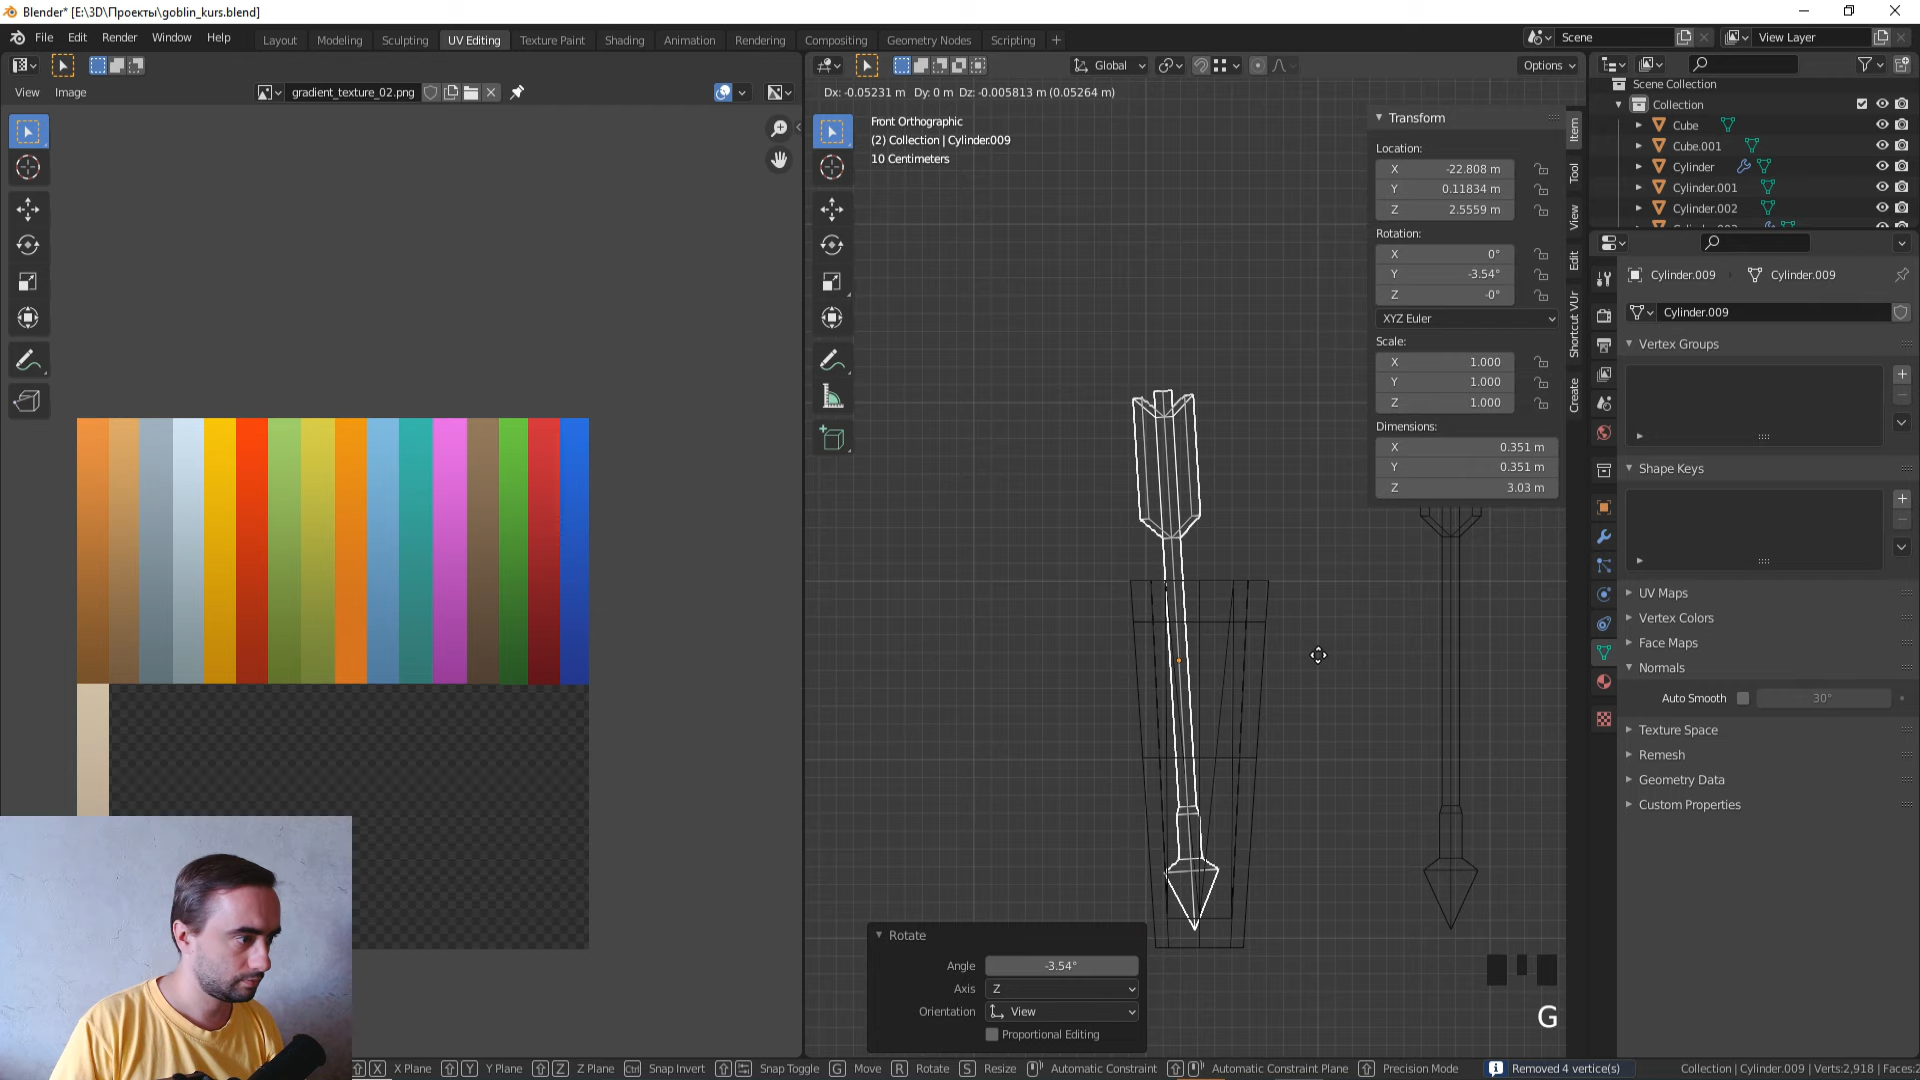 Blender* [E:\3D\Проекты\goblin_kurs.blend]
File Edit Render Window Help
Layout Modeling Sculpting UV Editing Texture Paint Shading Animation Rendering Compositing Geometry Nodes Scripting +
Scene
View Layer
Global
Options
View Image
gradient_texture_02.png
Dx: -0.05231 m Dy: 0 m Dz: -0.005813 m (0.05264 m)
Front Orthographic
(2) Collection | Cylinder.009
10 Centimeters
Transform
Location:
X -22.808 m
Y 0.11834 m
Z 2.5559 m
Rotation:
X 0°
Y -3.54°
Z -0°
XYZ Euler
Scale:
X 1.000
Y 1.000
Z 1.000
Dimensions:
X 0.351 m
Y 0.351 m
Z 3.03 m
Item
Tool
View
Edit
Shortcut VUr
Create
Scene Collection
Collection
Cube
Cube.001
Cylinder
Cylinder.001
Cylinder.002
Cylinder.009 Cylinder.009
Cylinder.009
Vertex Groups
Shape Keys
UV Maps
Vertex Colors
Face Maps
Normals
Auto Smooth 30°
Texture Space
Remesh
Geometry Data
Custom Properties
Rotate
Angle -3.54°
Axis Z
Orientation View
Proportional Editing
G
X X Plane Y Y Plane Z Z Plane Ctrl Snap Invert Snap Toggle G Move R Rotate S Resize Automatic Constraint Automatic Constraint Plane Precision Mode
Removed 4 vertice(s)
Collection | Cylinder.009 | Verts:2,918 | Faces:2